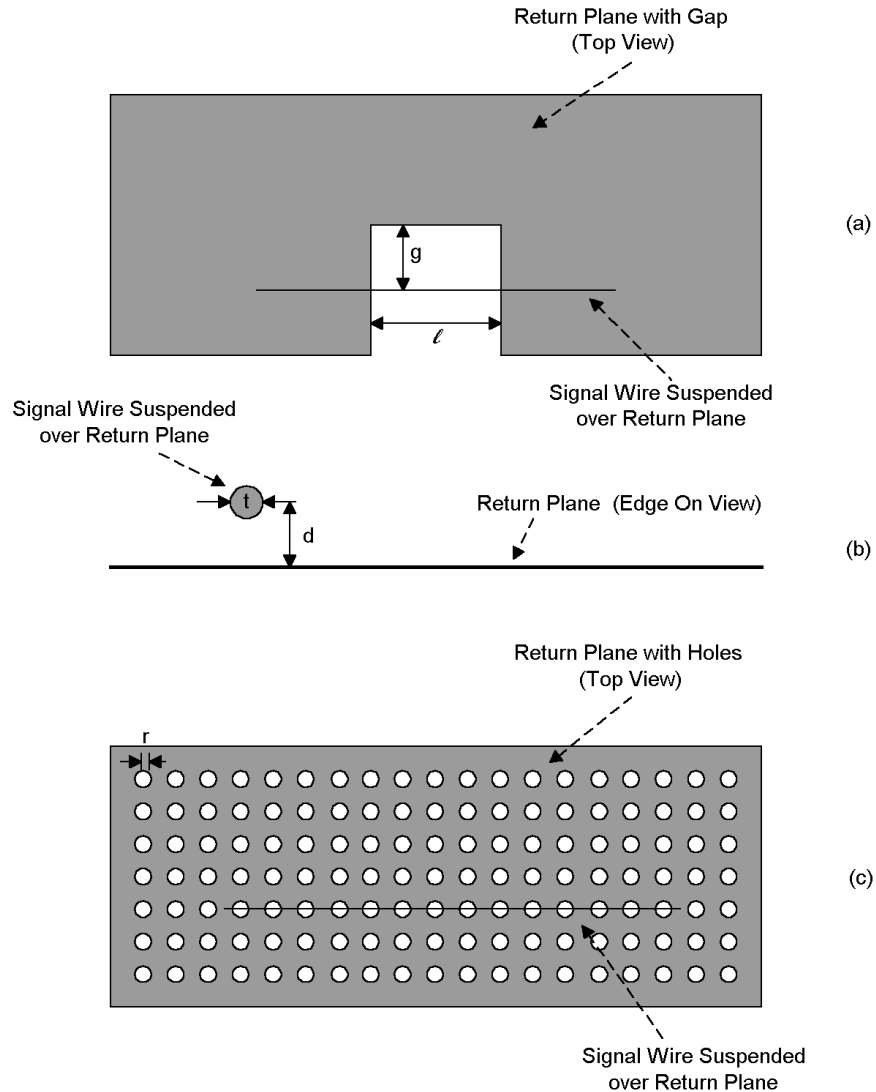 Return Plane with Gap
(Top View)
(a)
g
ℓ
Signal Wire Suspended
over Return Plane
Signal Wire Suspended
over Return Plane
t
d
Return Plane (Edge On View)
(b)
Return Plane with Holes
(Top View)
r
(c)
Signal Wire Suspended
over Return Plane